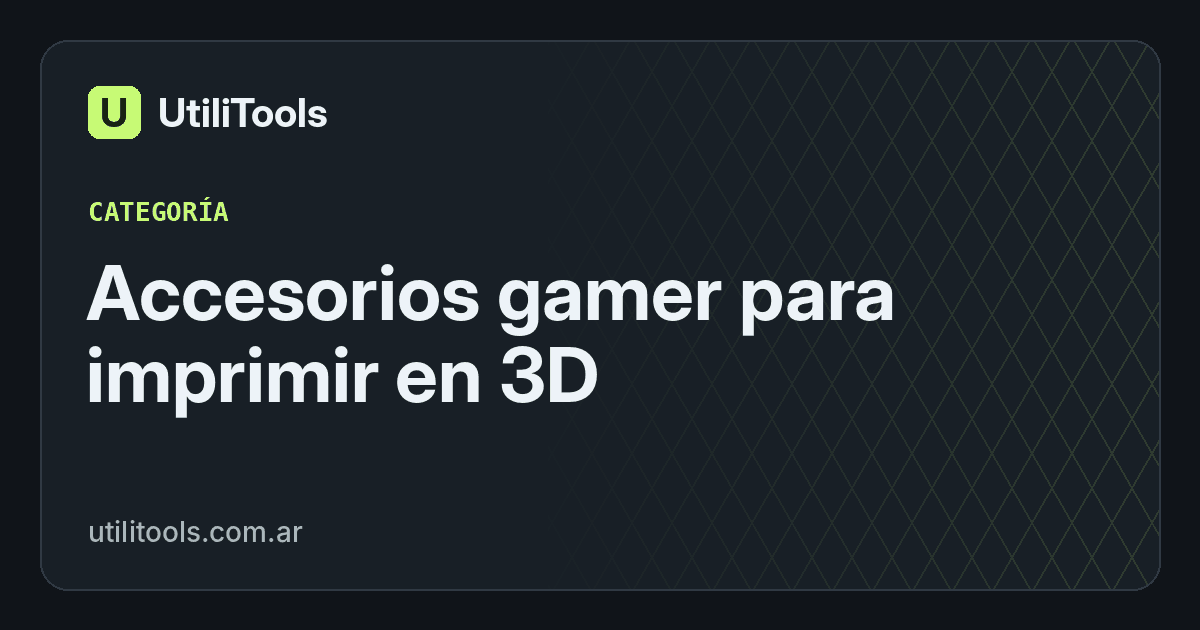 U UtiliTools
CATEGORÍA
Accesorios gamer para
imprimir en 3D
utilitools.com.ar